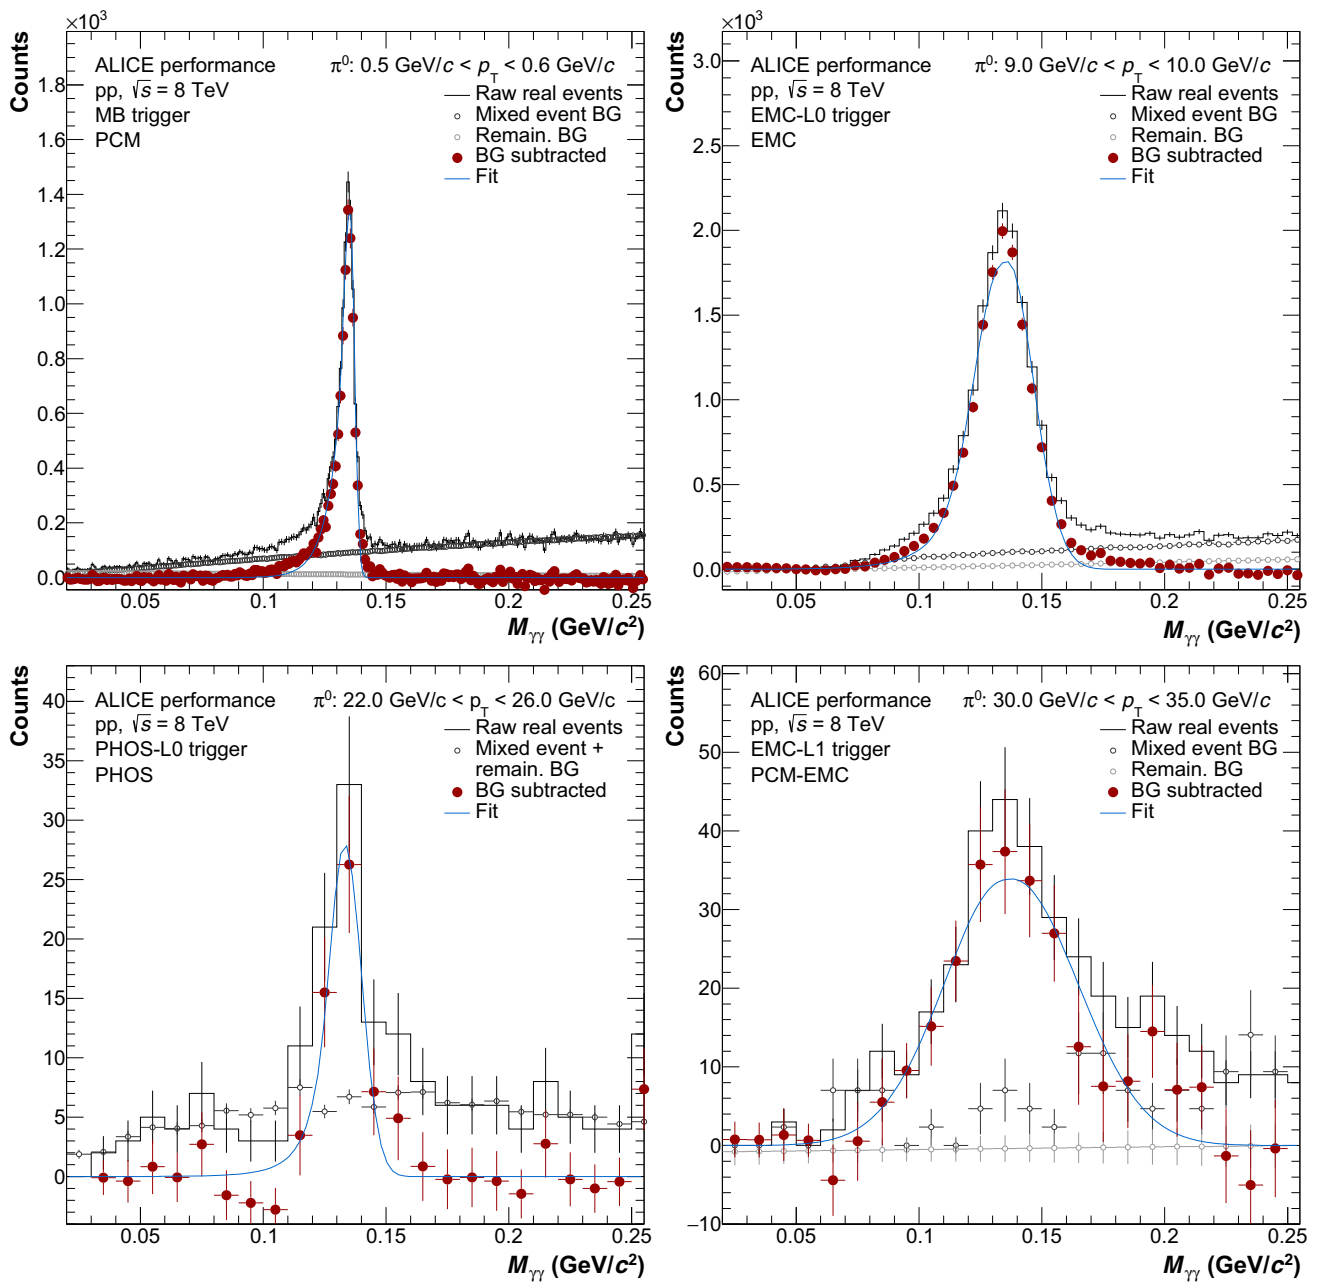 ×10³
Counts
1.8
1.6
1.4
1.2
1.0
0.8
0.6
0.4
0.2
0.0
ALICE performance
pp, √s = 8 TeV
MB trigger
PCM
π⁰: 0.5 GeV/c < p_T < 0.6 GeV/c
Raw real events
Mixed event BG
Remain. BG
BG subtracted
Fit
0.05 0.1 0.15 0.2 0.25
M_γγ (GeV/c²)
×10³
Counts
3.0
2.5
2.0
1.5
1.0
0.5
0.0
ALICE performance
pp, √s = 8 TeV
EMC-L0 trigger
EMC
π⁰: 9.0 GeV/c < p_T < 10.0 GeV/c
Raw real events
Mixed event BG
Remain. BG
BG subtracted
Fit
0.05 0.1 0.15 0.2 0.25
M_γγ (GeV/c²)
Counts
40
35
30
25
20
15
10
5
0
ALICE performance
pp, √s = 8 TeV
PHOS-L0 trigger
PHOS
π⁰: 22.0 GeV/c < p_T < 26.0 GeV/c
Raw real events
Mixed event +
remain. BG
BG subtracted
Fit
0.05 0.1 0.15 0.2 0.25
M_γγ (GeV/c²)
Counts
60
50
40
30
20
10
0
−10
ALICE performance
pp, √s = 8 TeV
EMC-L1 trigger
PCM-EMC
π⁰: 30.0 GeV/c < p_T < 35.0 GeV/c
Raw real events
Mixed event BG
Remain. BG
BG subtracted
Fit
0.05 0.1 0.15 0.2 0.25
M_γγ (GeV/c²)